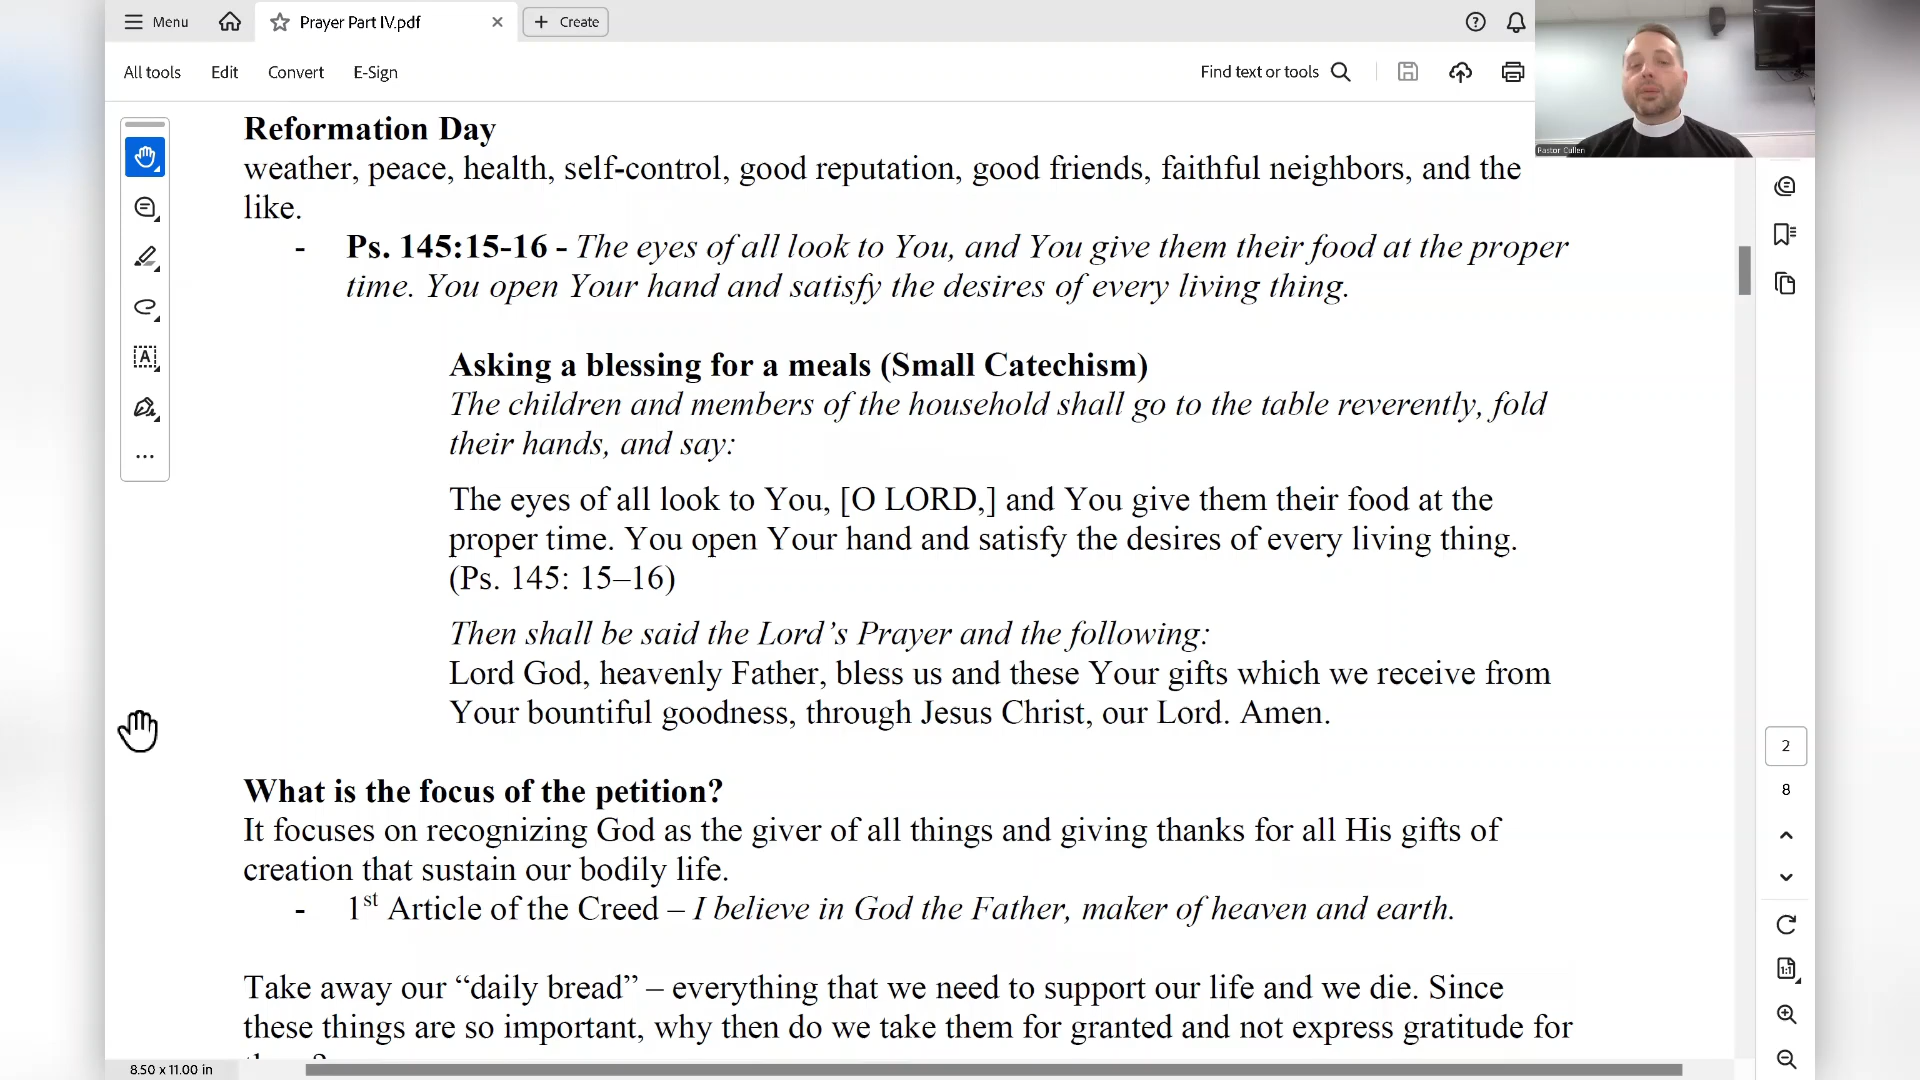 Menu
Prayer Part IV.pdf
Create
All tools
Edit
Convert
E-Sign
Find text or tools
Pastor Cullen
Reformation Day
weather, peace, health, self-control, good reputation, good friends, faithful neighbors, and the
like.
- Ps. 145:15-16 - The eyes of all look to You, and You give them their food at the proper
time. You open Your hand and satisfy the desires of every living thing.
Asking a blessing for a meals (Small Catechism)
The children and members of the household shall go to the table reverently, fold
their hands, and say:
The eyes of all look to You, [O LORD,] and You give them their food at the
proper time. You open Your hand and satisfy the desires of every living thing.
(Ps. 145: 15–16)
Then shall be said the Lord’s Prayer and the following:
Lord God, heavenly Father, bless us and these Your gifts which we receive from
Your bountiful goodness, through Jesus Christ, our Lord. Amen.
What is the focus of the petition?
It focuses on recognizing God as the giver of all things and giving thanks for all His gifts of
creation that sustain our bodily life.
- 1st Article of the Creed – I believe in God the Father, maker of heaven and earth.
Take away our “daily bread” – everything that we need to support our life and we die. Since
these things are so important, why then do we take them for granted and not express gratitude for
2
8
8.50 x 11.00 in